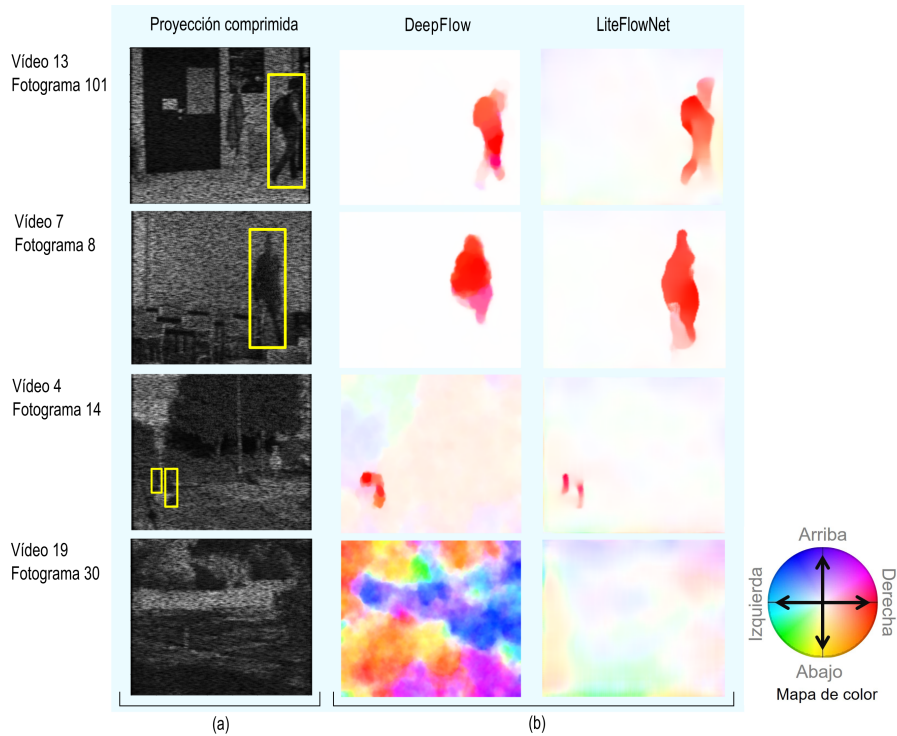 Proyección comprimida
DeepFlow
LiteFlowNet
Vídeo 13
Fotograma 101
Vídeo 7
Fotograma 8
Vídeo 4
Fotograma 14
Vídeo 19
Fotograma 30
Arriba
Izquierda
Derecha
Abajo
Mapa de color
(a)
(b)